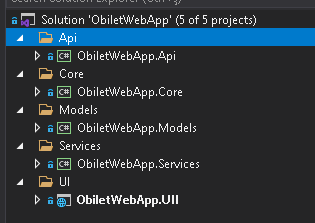 Solution 'ObiletWebApp' (5 of 5 projects)
Api
C# ObiletWebApp.Api
Core
C# ObiletWebApp.Core
Models
C# ObiletWebApp.Models
Services
C# ObiletWebApp.Services
UI
ObiletWebApp.UII